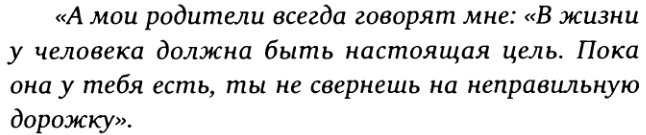 «А мои родители всегда говорят мне: «В жизни
у человека должна быть настоящая цель. Пока
она у тебя есть, ты не свернешь на неправильную
дорожку».